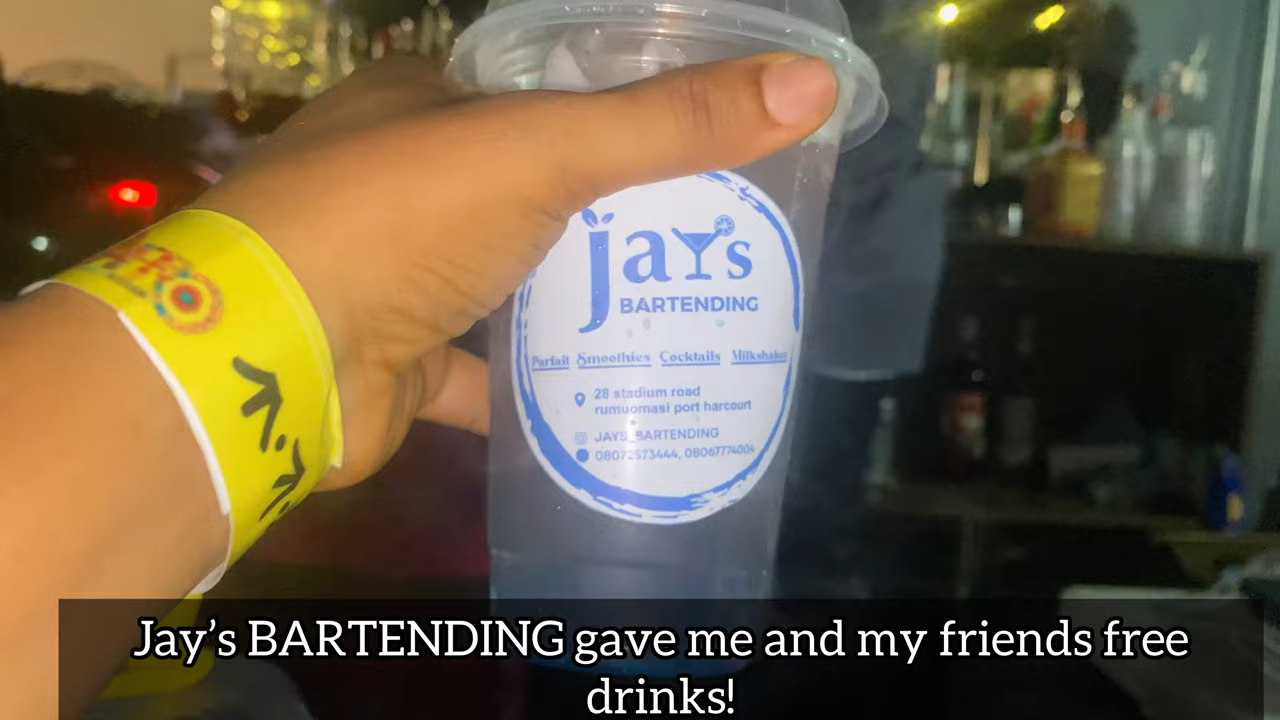 jays
BARTENDING
Parfait Smoothies Cocktails Milkshakes
28 stadium road
rumuomasi port harcourt
JAYS_BARTENDING
08072573444, 08067774004
Jay's BARTENDING gave me and my friends free
drinks!